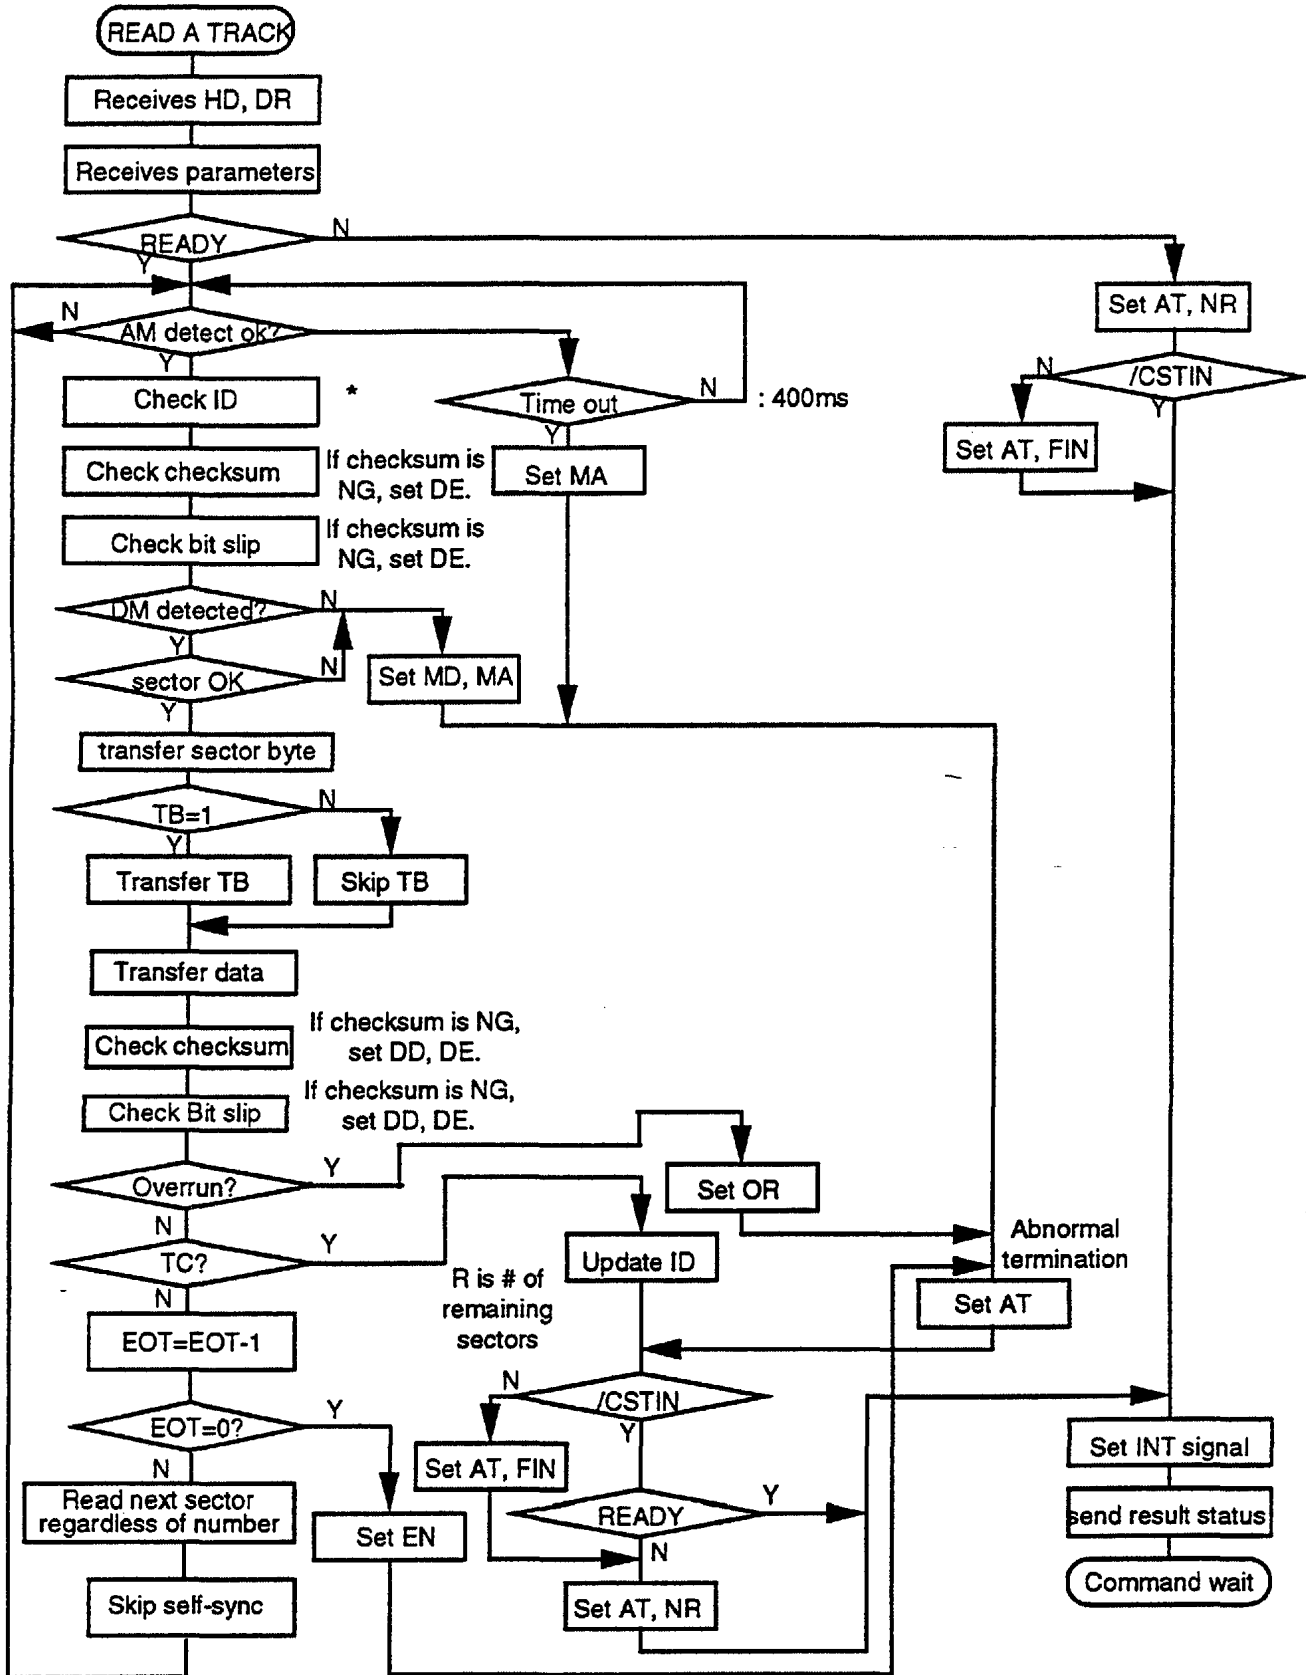 READ A TRACK
Receives HD, DR
Receives parameters
READY
N
Y
N
AM detect ok?
Y
Check ID
*
Time out
N
: 400ms
Y
Set MA
Set AT, NR
N
/CSTIN
Y
Set AT, FIN
Check checksum
If checksum is
NG, set DE.
Check bit slip
If checksum is
NG, set DE.
DM detected?
N
Y
sector OK
N
Y
Set MD, MA
transfer sector byte
TB=1
N
Y
Transfer TB
Skip TB
Transfer data
Check checksum
If checksum is NG,
set DD, DE.
Check Bit slip
If checksum is NG,
set DD, DE.
Overrun?
Y
N
Set OR
TC?
Y
N
Update ID
R is # of
remaining
sectors
Abnormal
termination
Set AT
EOT=EOT-1
N
/CSTIN
Y
EOT=0?
Y
N
Set AT, FIN
Read next sector
regardless of number
Set EN
READY
Y
N
Skip self-sync
Set AT, NR
Set INT signal
send result status
Command wait